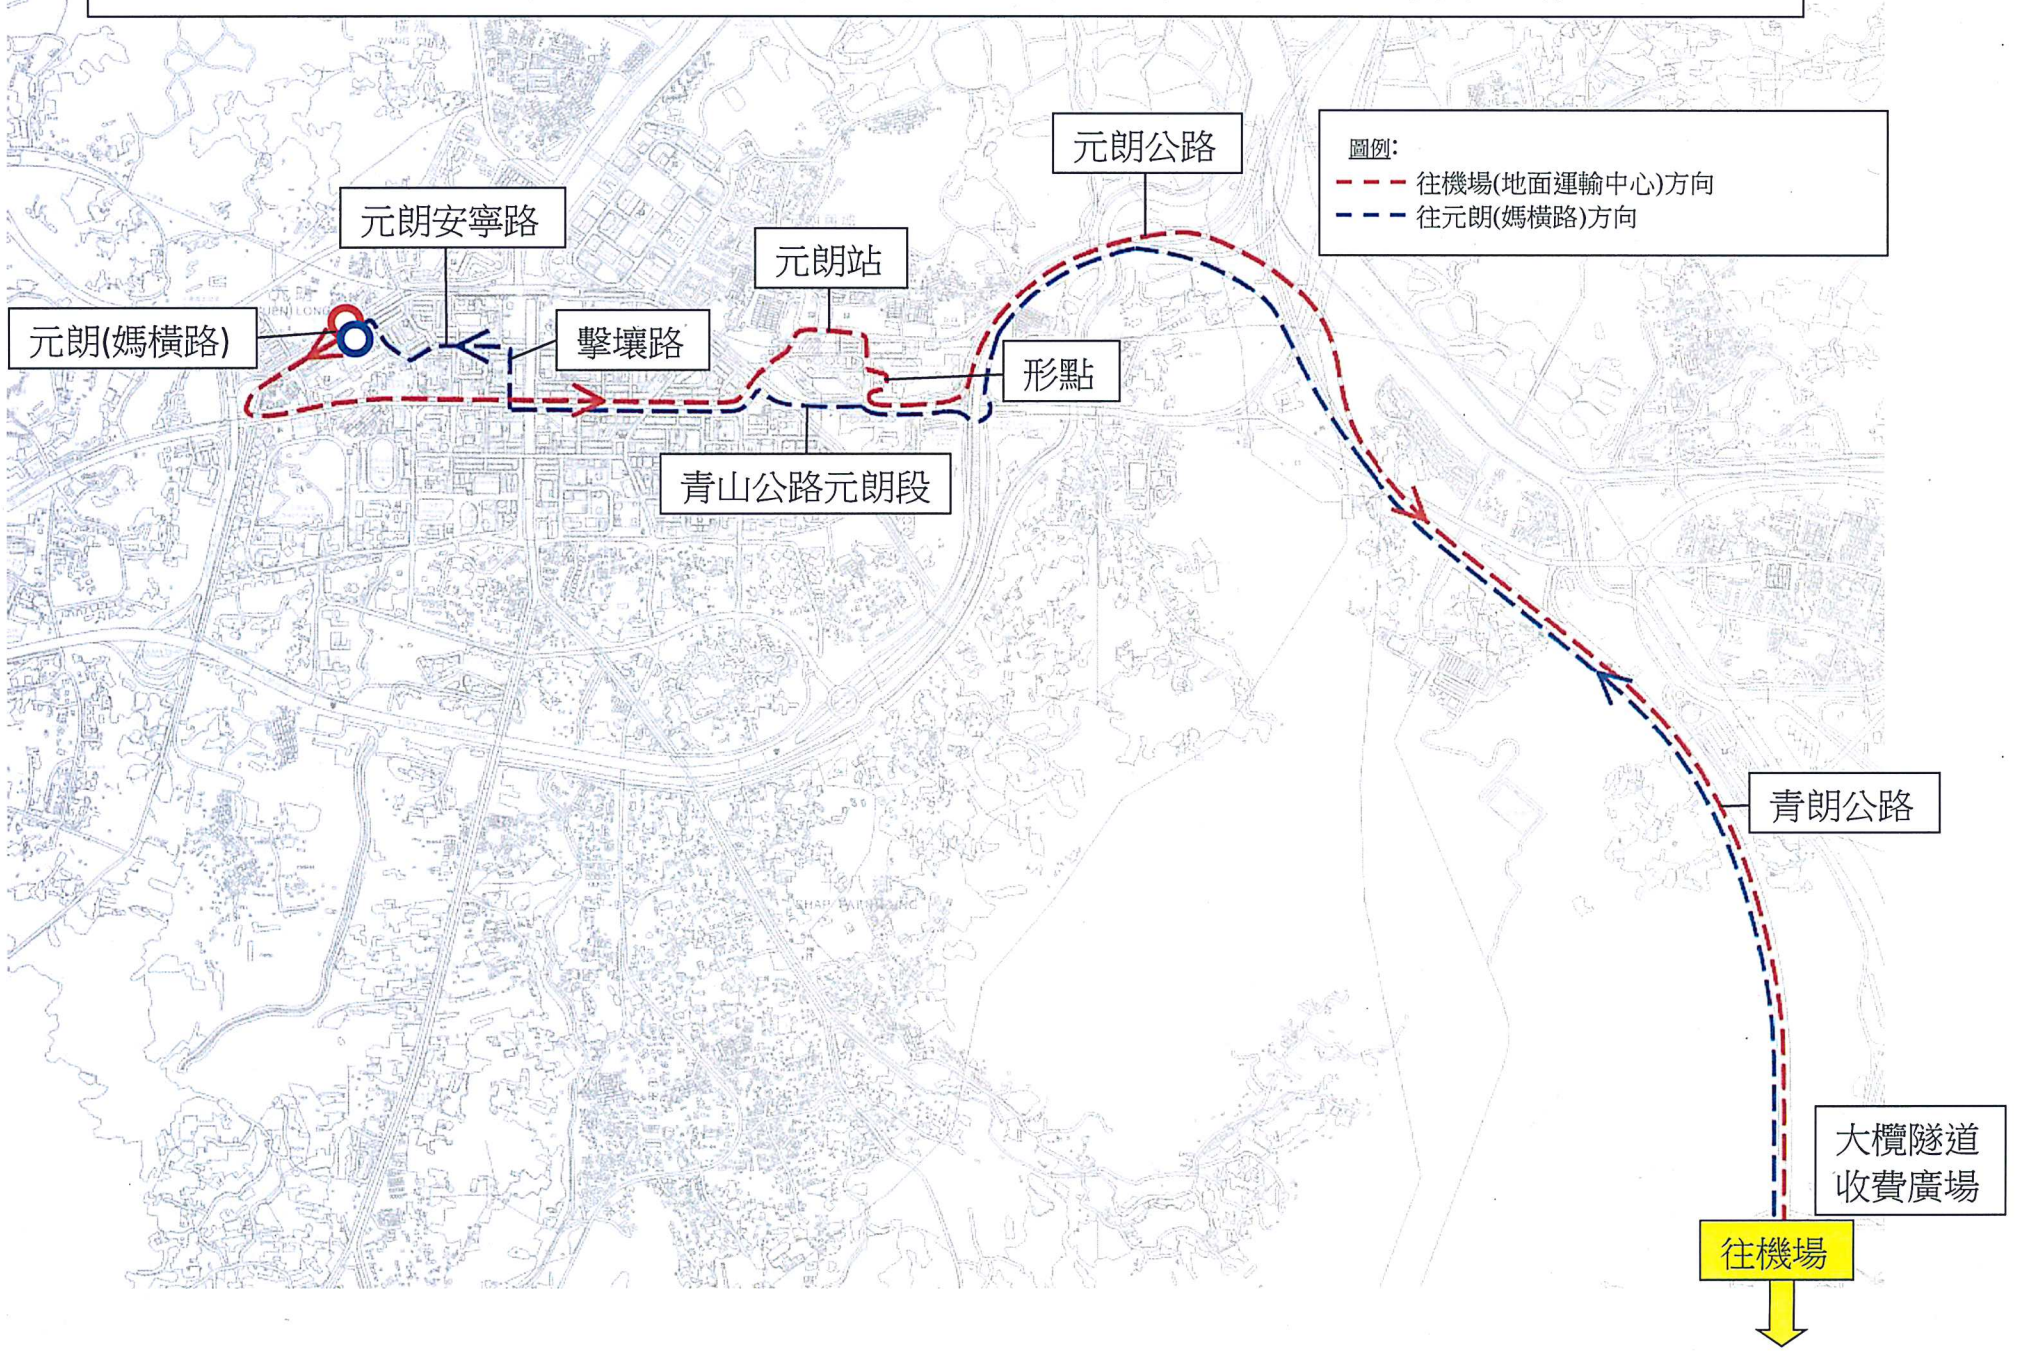 元朗公路
圖例:
往機場(地面運輸中心)方向
往元朗(媽橫路)方向
元朗安寧路
元朗站
元朗(媽橫路)
擊壤路
形點
青山公路元朗段
青朗公路
大欖隧道
收費廣場
往機場